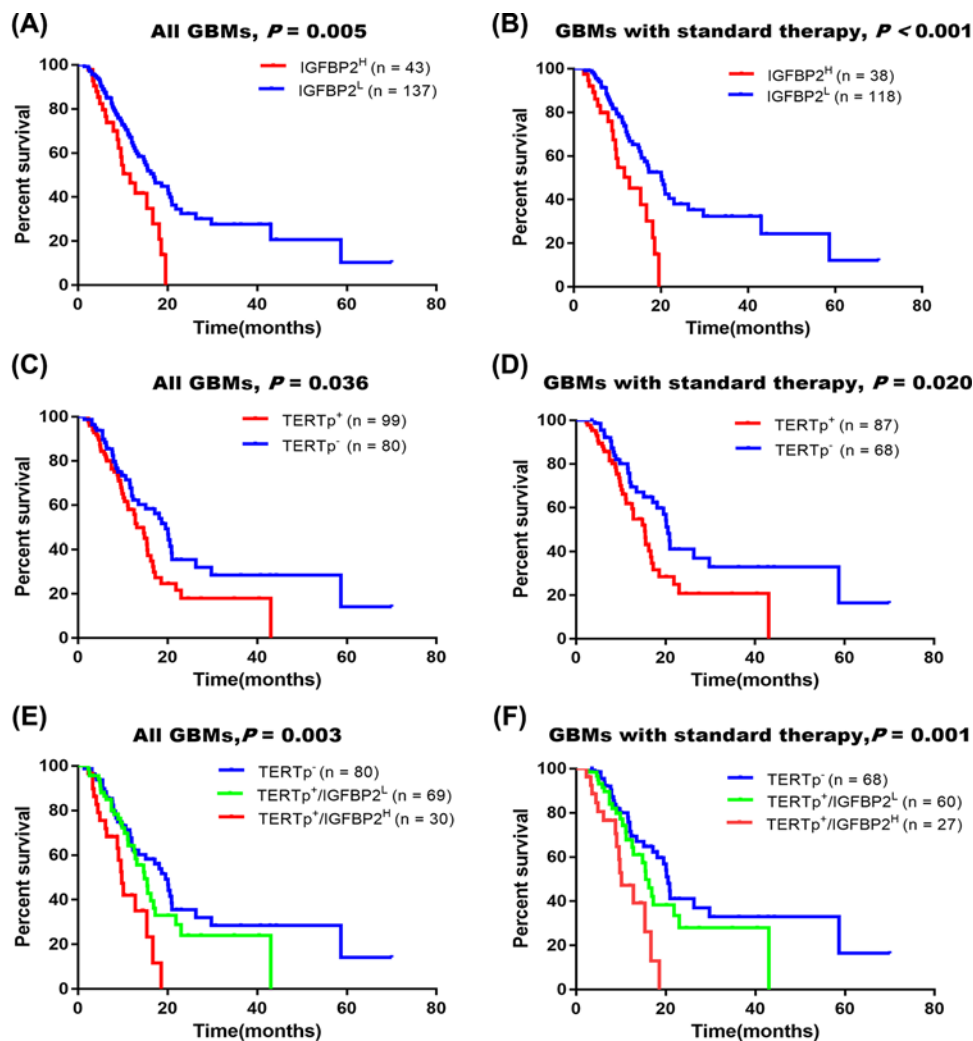 (A)
All GBMs, P = 0.005
IGFBP2ᴴ (n = 43)
IGFBP2ᴸ (n = 137)
Percent survival
100
80
60
40
20
0
0 20 40 60 80
Time(months)
(B)
GBMs with standard therapy, P < 0.001
IGFBP2ᴴ (n = 38)
IGFBP2ᴸ (n = 118)
Percent survival
100
80
60
40
20
0
0 20 40 60 80
Time(months)
(C)
All GBMs, P = 0.036
TERTp⁺ (n = 99)
TERTp⁻ (n = 80)
Percent survival
100
80
60
40
20
0
0 20 40 60 80
Time(months)
(D)
GBMs with standard therapy, P = 0.020
TERTp⁺ (n = 87)
TERTp⁻ (n = 68)
Percent survival
100
80
60
40
20
0
0 20 40 60 80
Time(months)
(E)
All GBMs,P = 0.003
TERTp⁻ (n = 80)
TERTp⁺/IGFBP2ᴸ (n = 69)
TERTp⁺/IGFBP2ᴴ (n = 30)
Percent survival
100
80
60
40
20
0
0 20 40 60 80
Time(months)
(F)
GBMs with standard therapy,P = 0.001
TERTp⁻ (n = 68)
TERTp⁺/IGFBP2ᴸ (n = 60)
TERTp⁺/IGFBP2ᴴ (n = 27)
Percent survival
100
80
60
40
20
0
0 20 40 60 80
Time(months)